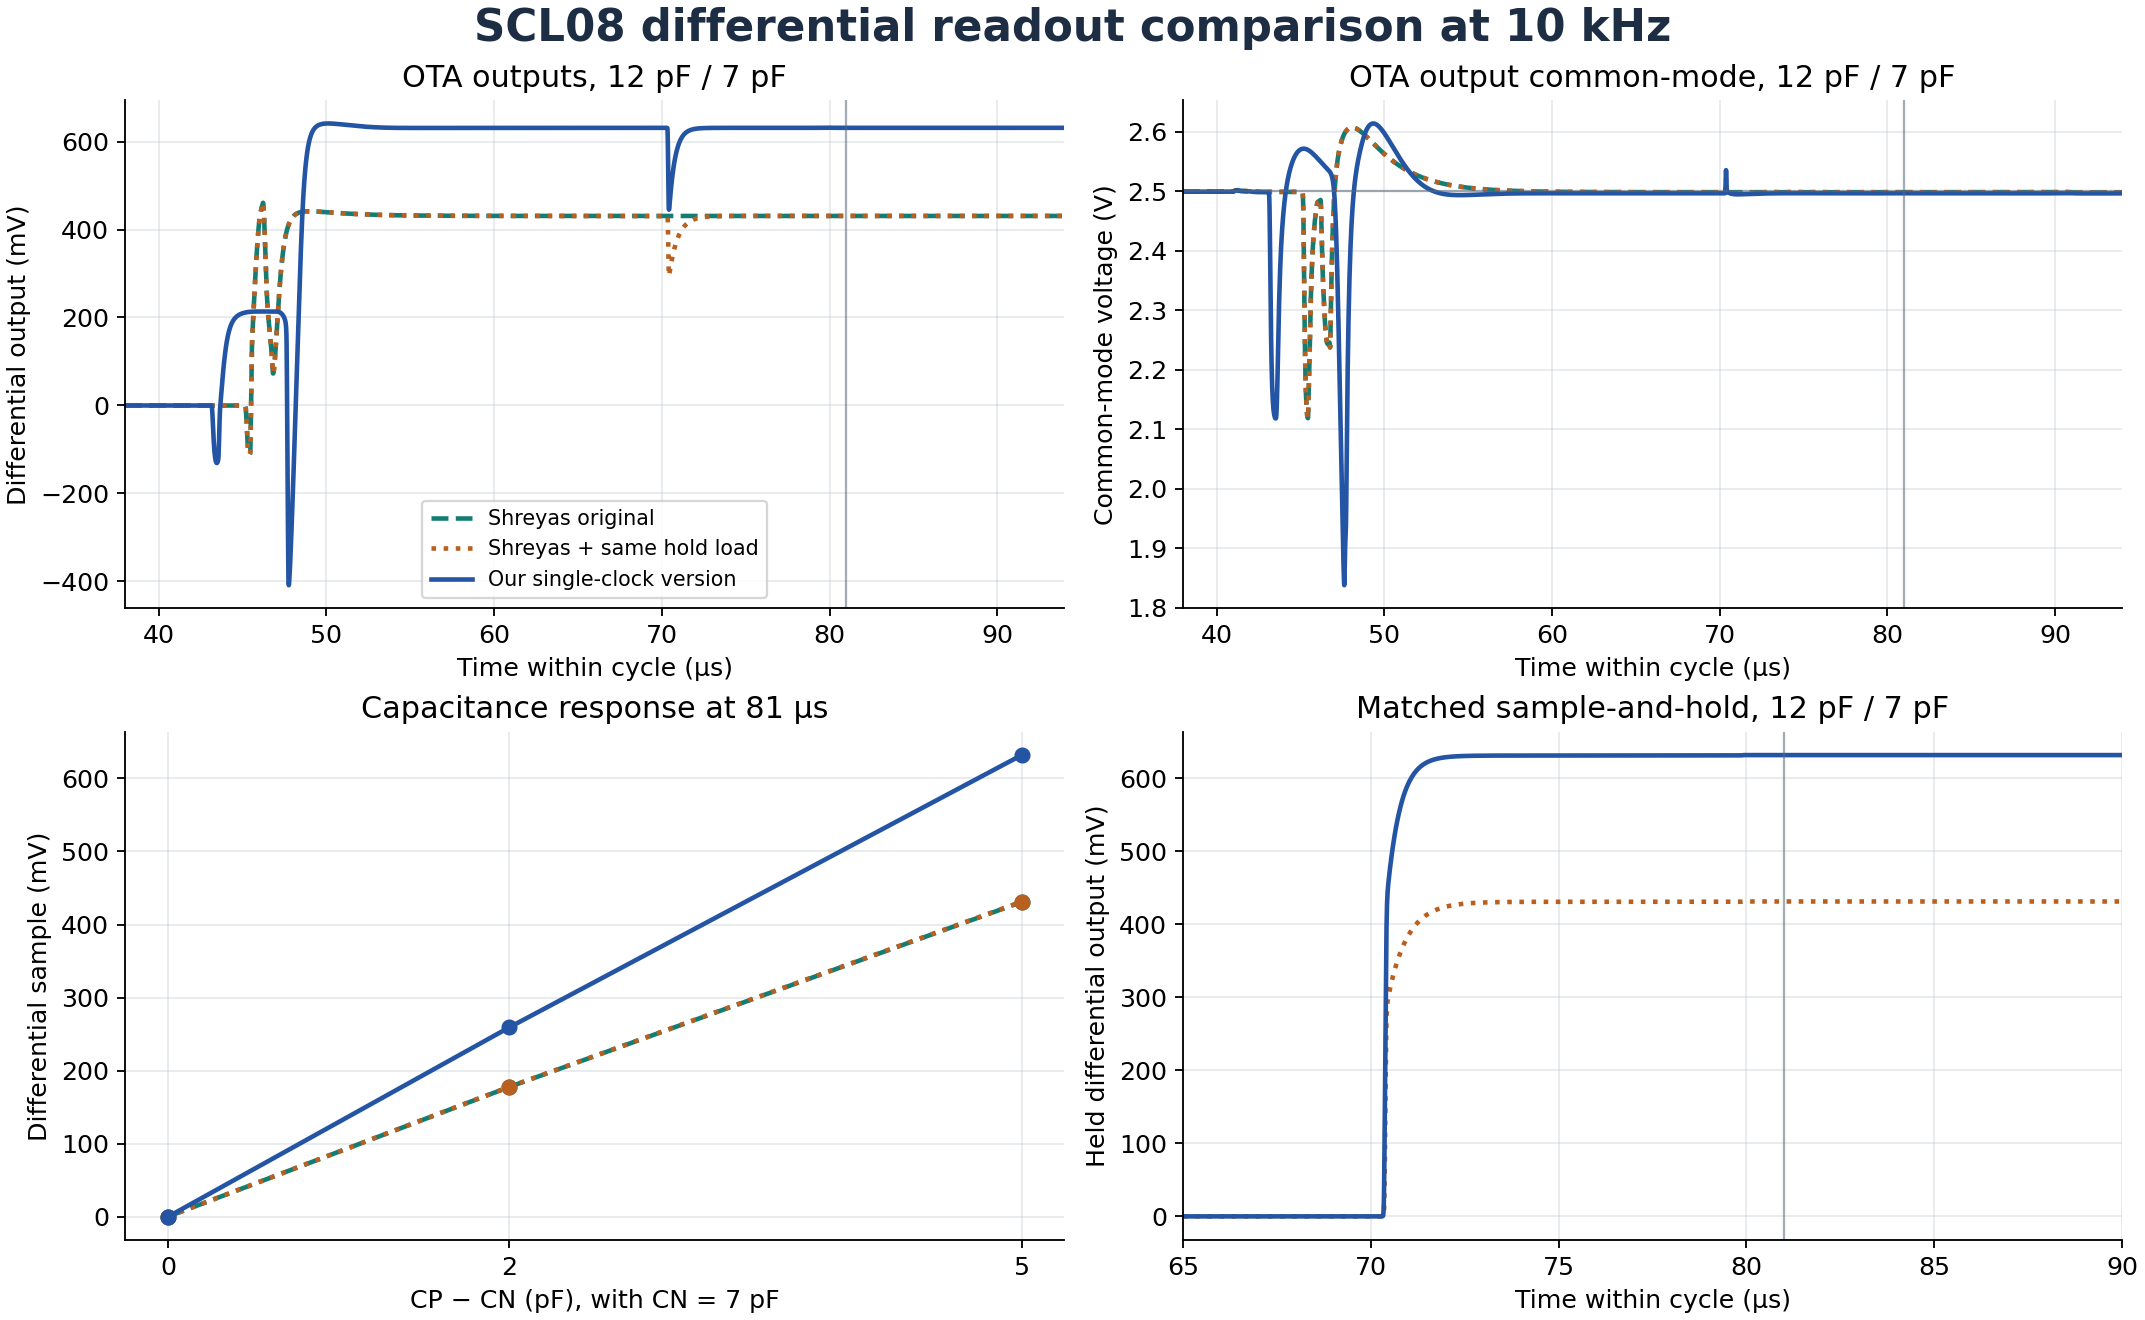 SCL08 differential readout comparison at 10 kHz
OTA outputs, 12 pF / 7 pF
Differential output (mV)
600
400
200
0
−200
−400
Shreyas original
Shreyas + same hold load
Our single-clock version
40 50 60 70 80 90
Time within cycle (µs)
OTA output common-mode, 12 pF / 7 pF
Common-mode voltage (V)
2.6
2.5
2.4
2.3
2.2
2.1
2.0
1.9
1.8
40 50 60 70 80 90
Time within cycle (µs)
Capacitance response at 81 µs
Differential sample (mV)
600
500
400
300
200
100
0
0 2 5
CP − CN (pF), with CN = 7 pF
Matched sample-and-hold, 12 pF / 7 pF
Held differential output (mV)
600
500
400
300
200
100
0
65 70 75 80 85 90
Time within cycle (µs)